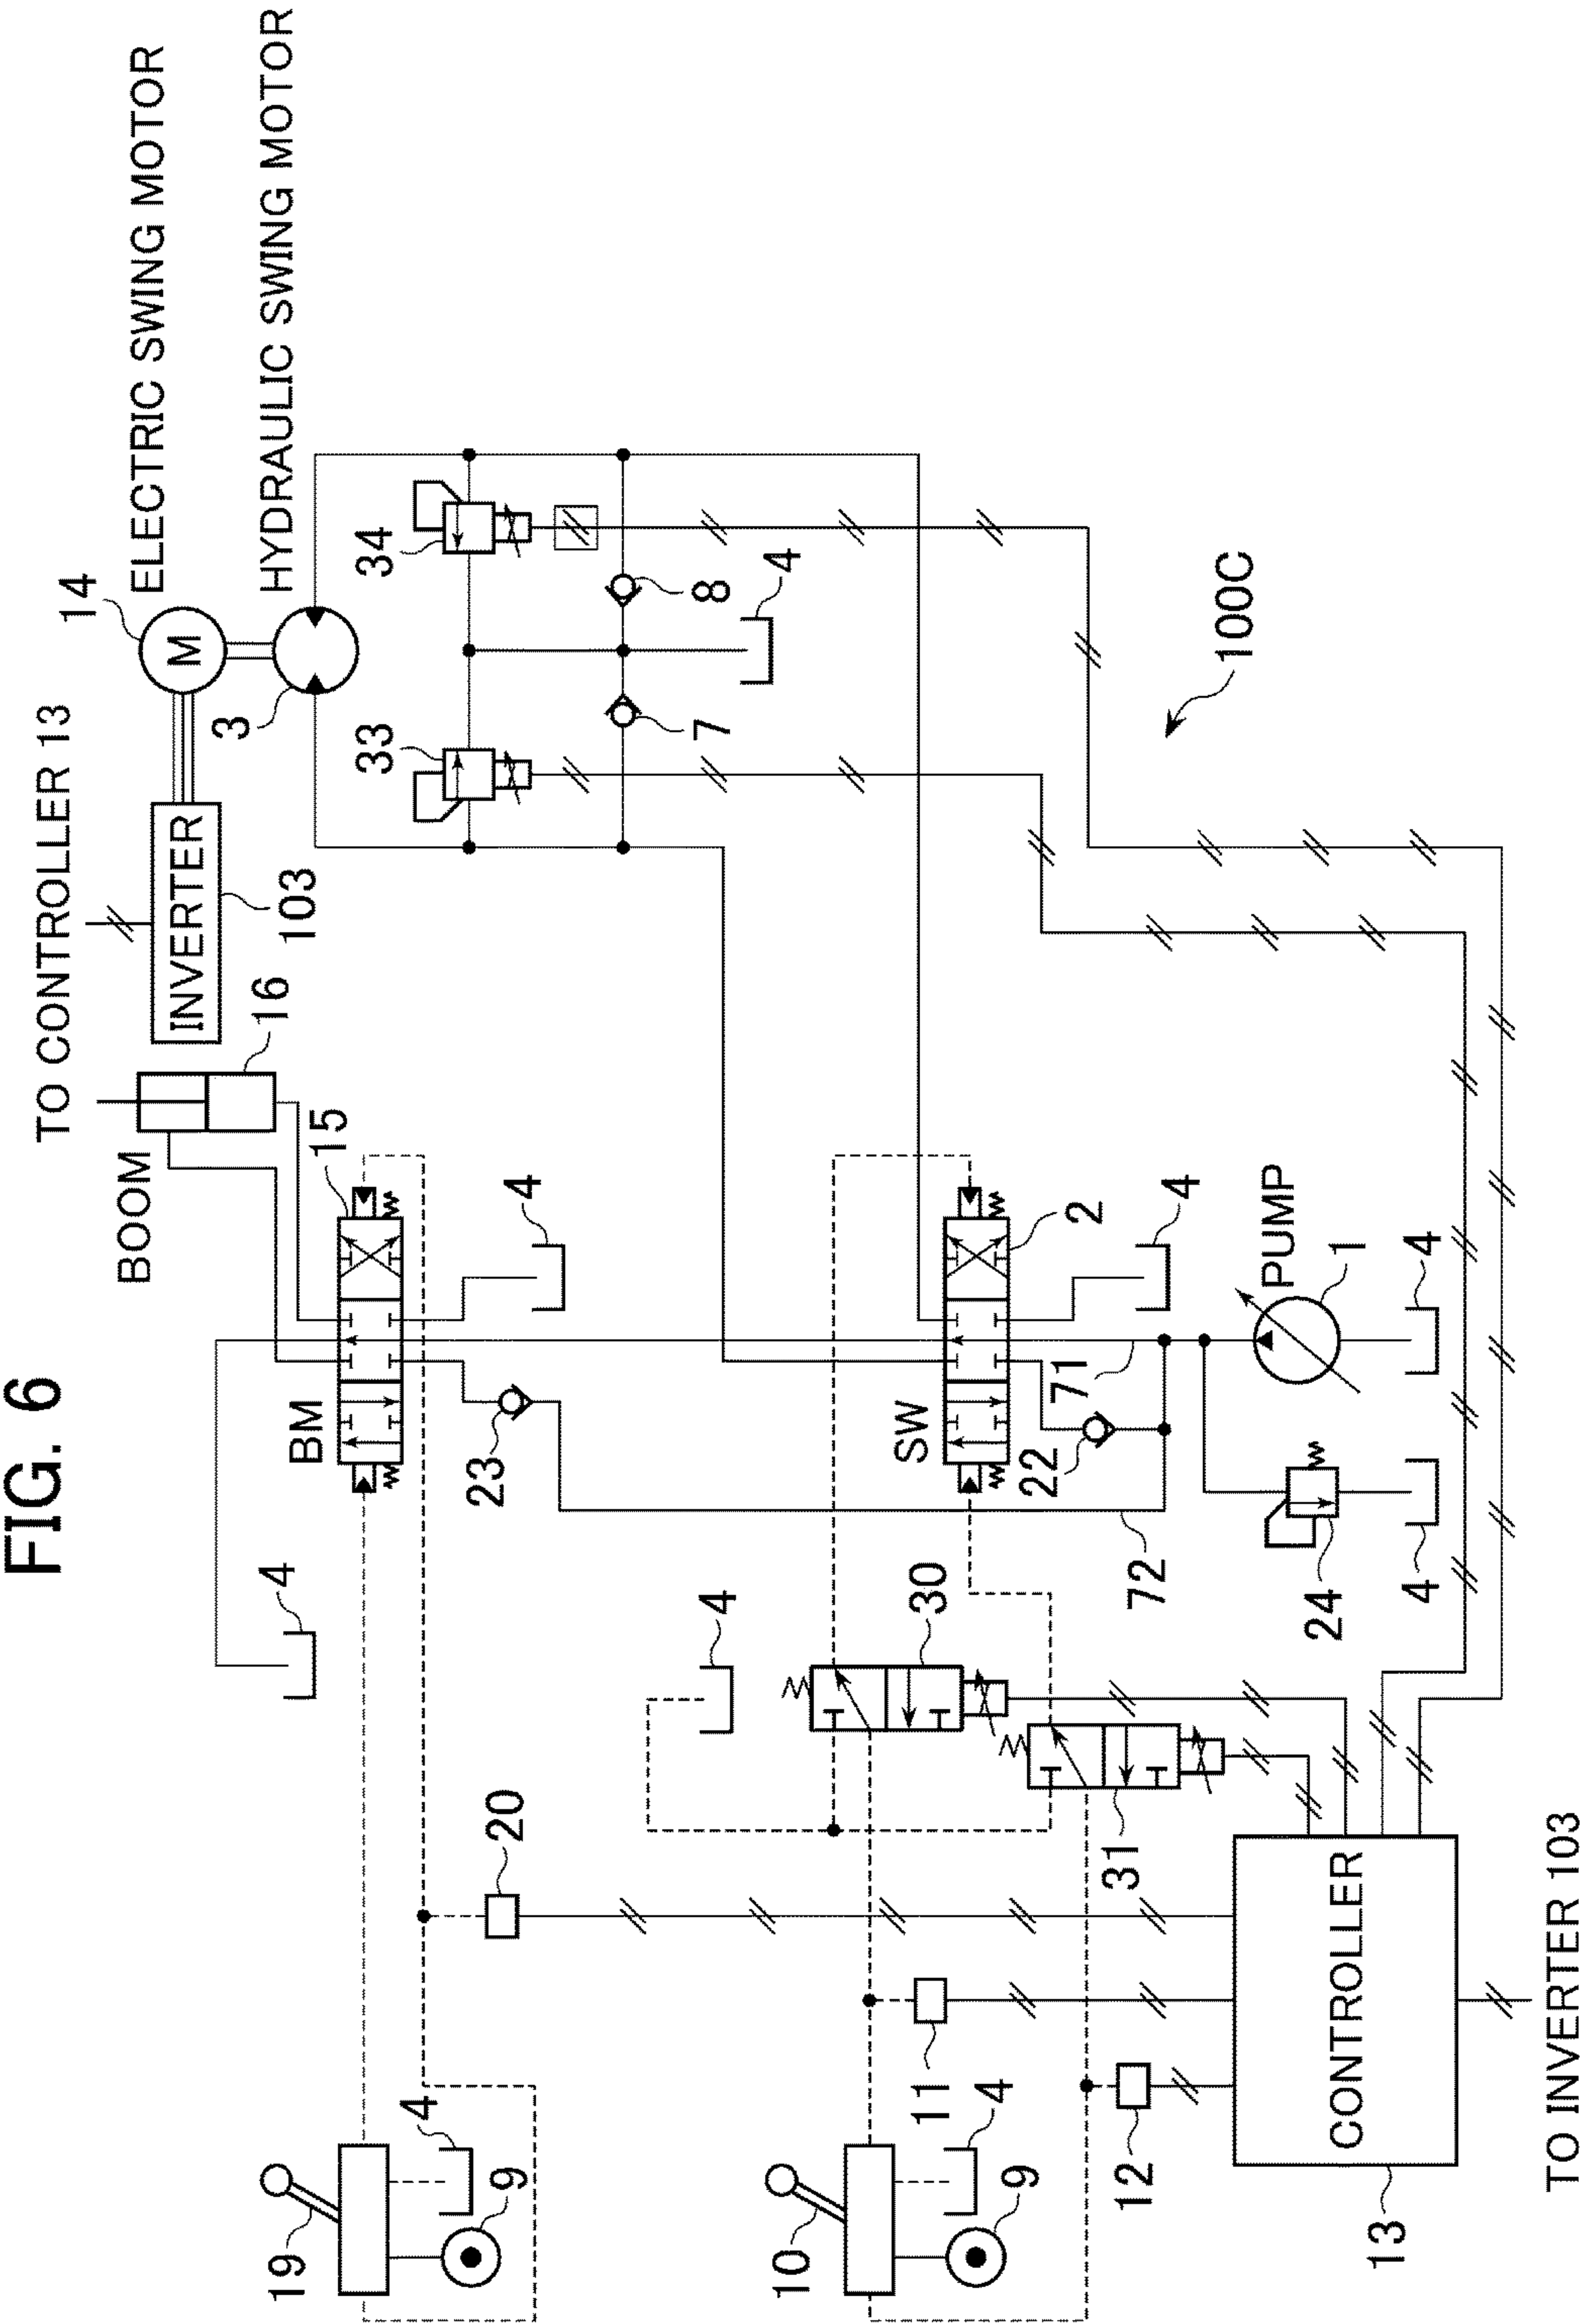 FIG. 6
TO CONTROLLER 13
14
ELECTRIC SWING MOTOR
HYDRAULIC SWING MOTOR
M
3
INVERTER
103
BOOM
16
15
BM
4
4
23
33
34
7
8
4
100C
19
4
9
20
4
30
SW
2
4
22
71
72
PUMP
1
4
24
4
10
4
9
11
12
31
CONTROLLER
13
TO INVERTER 103